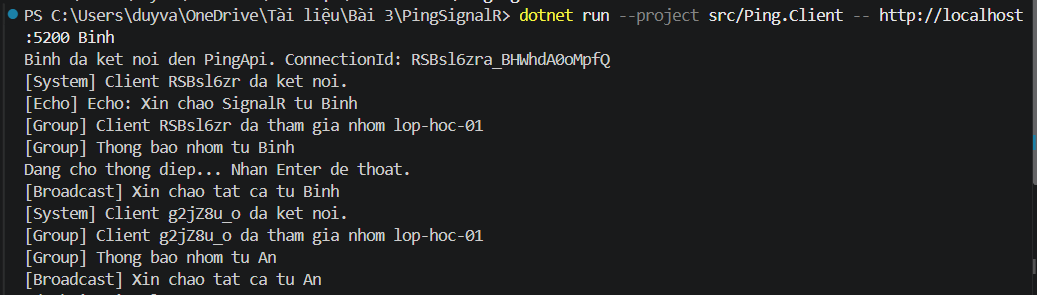 PS C:\Users\duyva\OneDrive\Tài liệu\Bài 3\PingSignalR> dotnet run --project src/Ping.Client -- http://localhost
:5200 Binh
Binh da ket noi den PingApi. ConnectionId: RSBsl6zra_BHWhdA0oMpfQ
[System] Client RSBsl6zr da ket noi.
[Echo] Echo: Xin chao SignalR tu Binh
[Group] Client RSBsl6zr da tham gia nhom lop-hoc-01
[Group] Thong bao nhom tu Binh
Dang cho thong diep... Nhan Enter de thoat.
[Broadcast] Xin chao tat ca tu Binh
[System] Client g2jZ8u_o da ket noi.
[Group] Client g2jZ8u_o da tham gia nhom lop-hoc-01
[Group] Thong bao nhom tu An
[Broadcast] Xin chao tat ca tu An